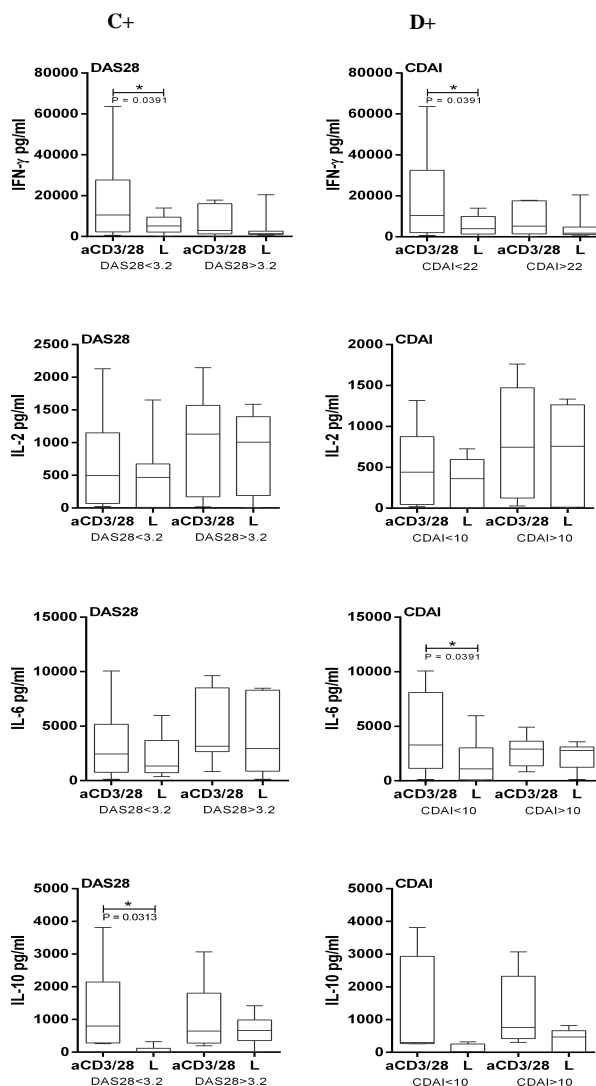 C+ D+
DAS28 CDAI
80000 80000
* *
P = 0.0391 P = 0.0391
60000 60000
IFN-γ pg/ml IFN-γ pg/ml
40000 40000
20000 20000
0 0
aCD3/28 L aCD3/28 L aCD3/28 L aCD3/28 L
DAS28<3.2 DAS28>3.2 CDAI<22 CDAI>22
DAS28 CDAI
2500 2000
2000 1500
IL-2 pg/ml IL-2 pg/ml
1500 1000
1000 500
500 0
0
aCD3/28 L aCD3/28 L aCD3/28 L aCD3/28 L
DAS28<3.2 DAS28>3.2 CDAI<10 CDAI>10
DAS28 CDAI
15000 15000
*
P = 0.0391
10000 10000
IL-6 pg/ml IL-6 pg/ml
5000 5000
0 0
aCD3/28 L aCD3/28 L aCD3/28 L aCD3/28 L
DAS28<3.2 DAS28>3.2 CDAI<10 CDAI>10
DAS28 CDAI
5000 5000
*
P = 0.0313
4000 4000
3000 3000
IL-10 pg/ml IL-10 pg/ml
2000 2000
1000 1000
0 0
aCD3/28 L aCD3/28 L aCD3/28 L aCD3/28 L
DAS28<3.2 DAS28>3.2 CDAI<10 CDAI>10